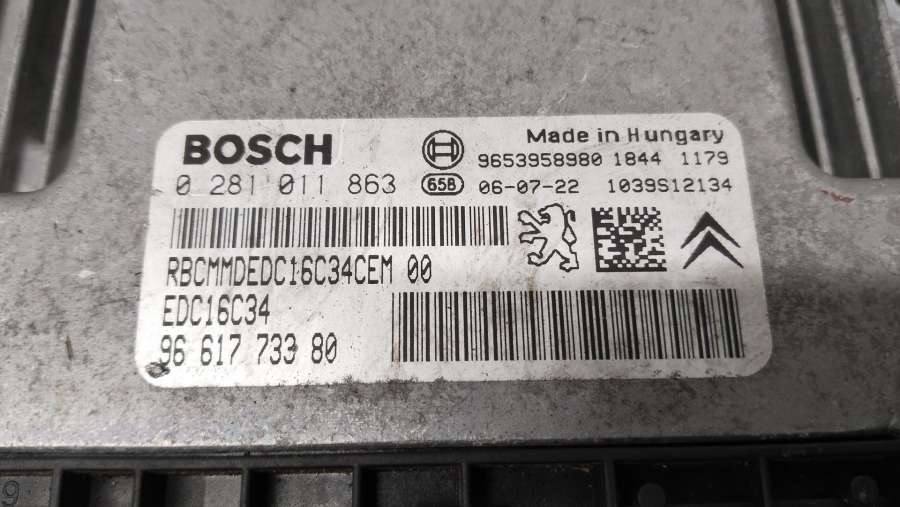 BOSCH
Made in Hungary
9653958980 1844 1179
0 281 011 863
65B
06-07-22
1039S12134
RBCMMDEDC16C34CEM 00
EDC16C34
96 617 733 80
9